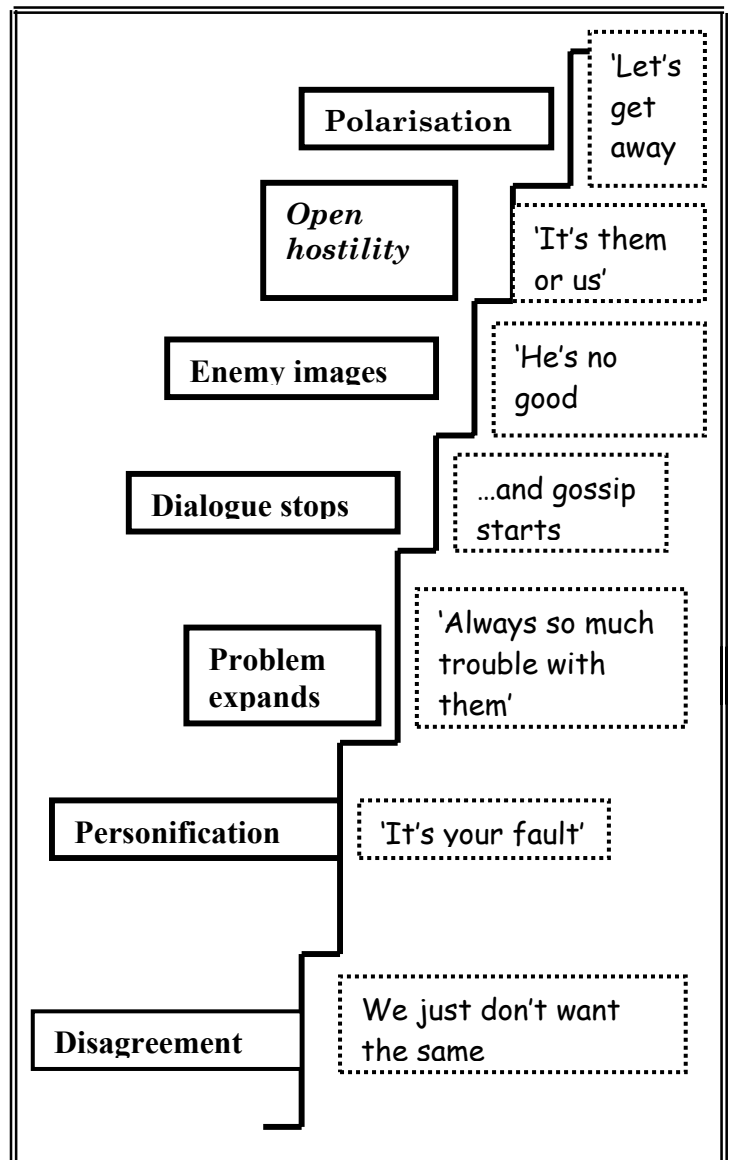 ‘Let’s
get
away
Polarisation
Open
hostility
‘It’s them
or us’
Enemy images
‘He’s no
good
Dialogue stops
…and gossip
starts
Problem
expands
‘Always so much
trouble with
them’
Personification
‘It’s your fault’
Disagreement
We just don’t want
the same